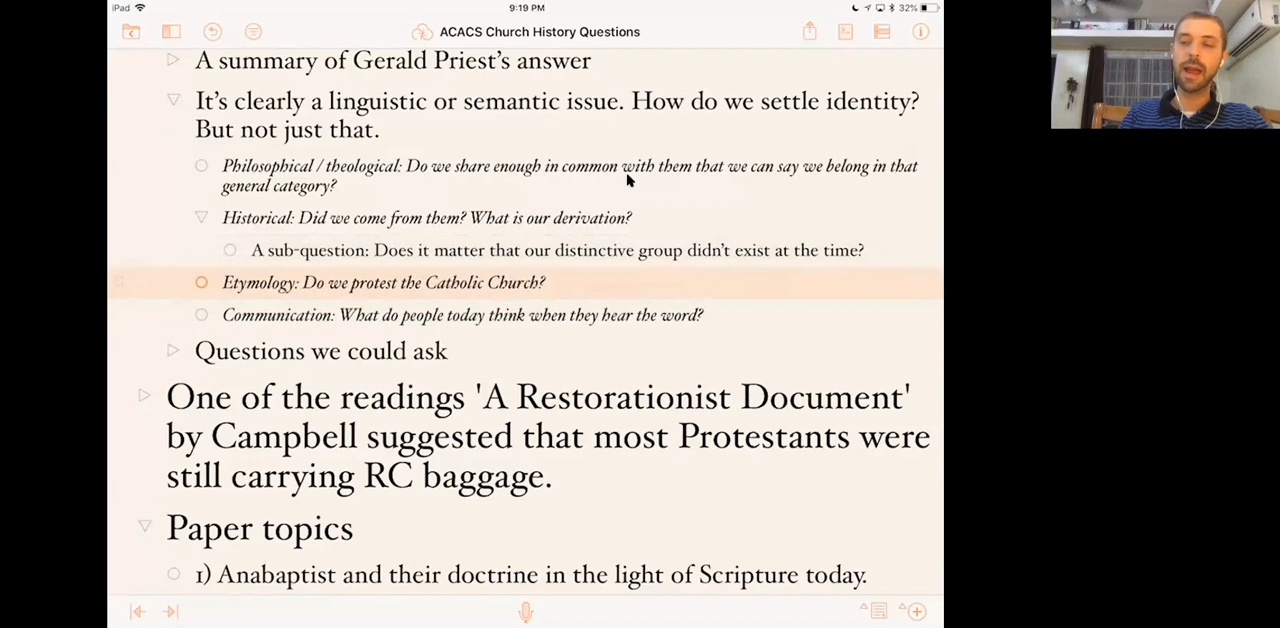 iPad 9:19 PM 32%
ACACS Church History Questions
A summary of Gerald Priest's answer
It's clearly a linguistic or semantic issue. How do we settle identity?
But not just that.
Philosophical / theological: Do we share enough in common with them that we can say we belong in that
general category?
Historical: Did we come from them? What is our derivation?
A sub-question: Does it matter that our distinctive group didn't exist at the time?
Etymology: Do we protest the Catholic Church?
Communication: What do people today think when they hear the word?
Questions we could ask
One of the readings 'A Restorationist Document'
by Campbell suggested that most Protestants were
still carrying RC baggage.
Paper topics
1) Anabaptist and their doctrine in the light of Scripture today.